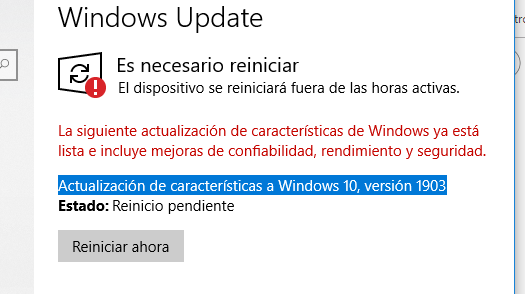 Windows Update
Es necesario reiniciar
El dispositivo se reiniciará fuera de las horas activas.
La siguiente actualización de características de Windows ya está
lista e incluye mejoras de confiabilidad, rendimiento y seguridad.
Actualización de características a Windows 10, versión 1903
Estado: Reinicio pendiente
Reiniciar ahora